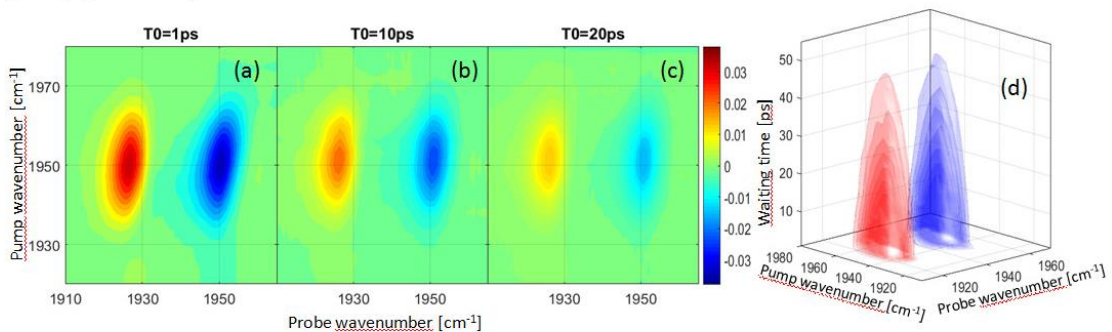 T0=1ps T0=10ps T0=20ps
(a) (b) (c) (d)
Pump wavenumber [cm-1]
1970
1950
1930
1910 1930 1950 1930 1950 1930 1950
Probe wavenumber [cm-1]
0.03
0.02
0.01
0
-0.01
-0.02
-0.03
Waiting time [ps]
50
40
30
20
10
1980 1960 1940 1920
Pump wavenumber [cm-1]
1920 1940 1960
Probe wavenumber [cm-1]